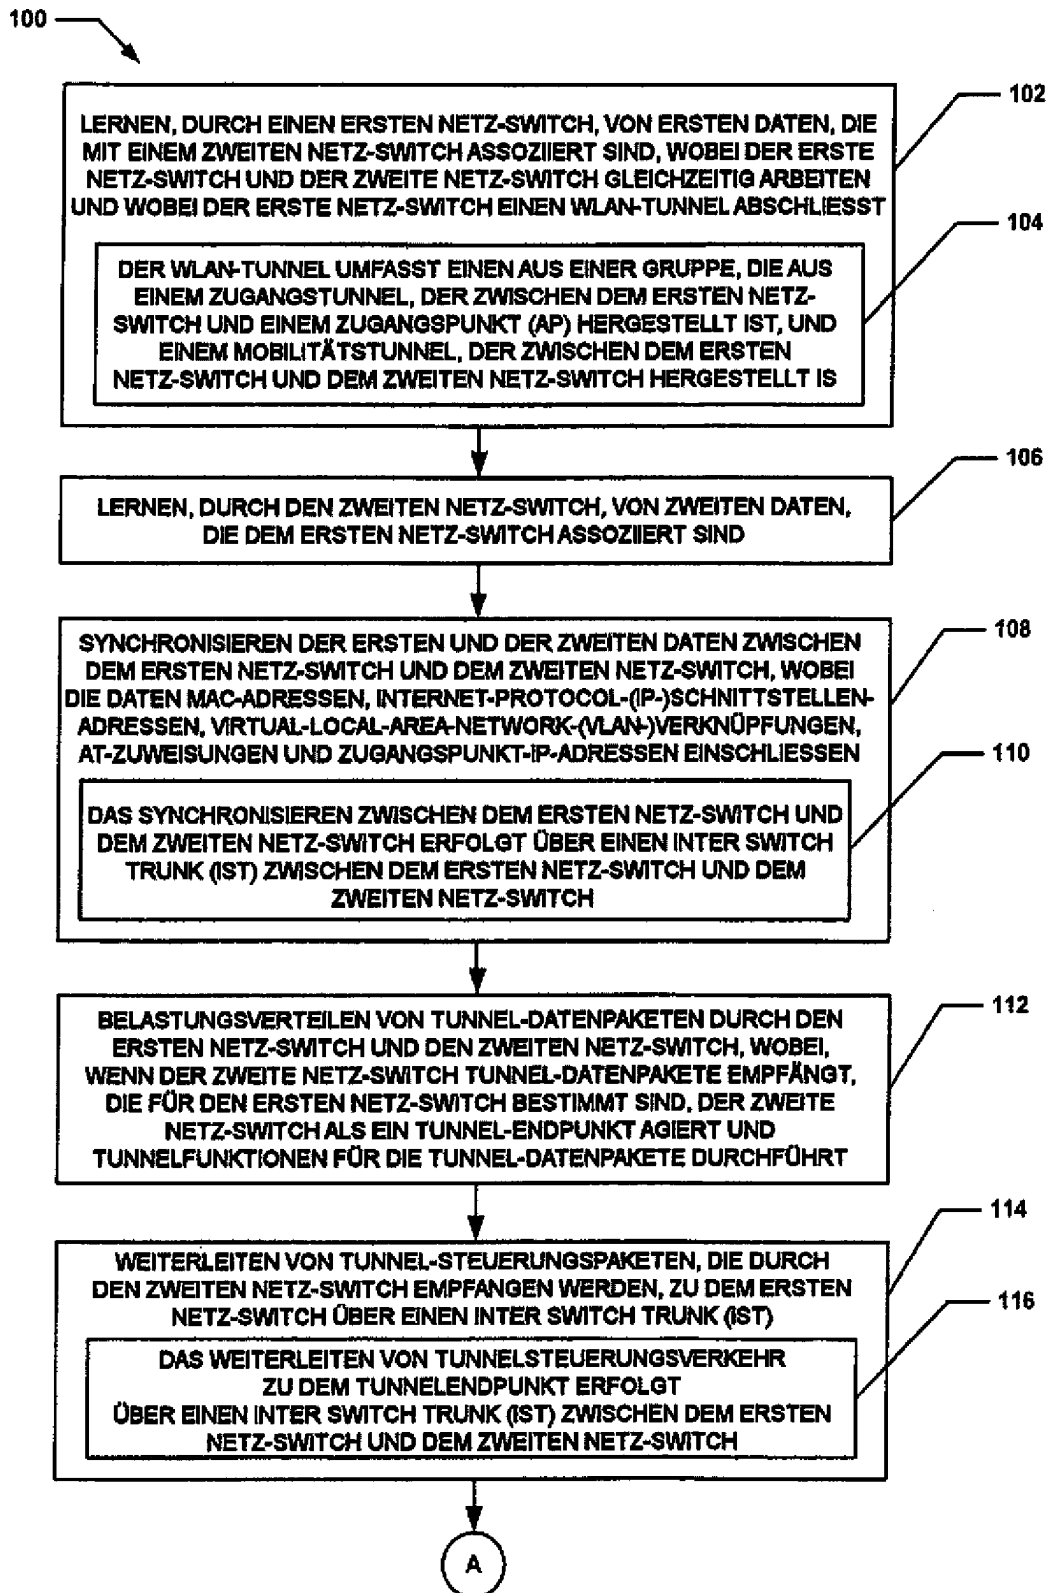 100
102
LERNEN, DURCH EINEN ERSTEN NETZ-SWITCH, VON ERSTEN DATEN, DIE
MIT EINEM ZWEITEN NETZ-SWITCH ASSOZIIERT SIND, WOBEI DER ERSTE
NETZ-SWITCH UND DER ZWEITE NETZ-SWITCH GLEICHZEITIG ARBEITEN
UND WOBEI DER ERSTE NETZ-SWITCH EINEN WLAN-TUNNEL ABSCHLIESST
104
DER WLAN-TUNNEL UMFASST EINEN AUS EINER GRUPPE, DIE AUS
EINEM ZUGANGSTUNNEL, DER ZWISCHEN DEM ERSTEN NETZ-
SWITCH UND EINEM ZUGANGSPUNKT (AP) HERGESTELLT IST, UND
EINEM MOBILITÄTSTUNNEL, DER ZWISCHEN DEM ERSTEN
NETZ-SWITCH UND DEM ZWEITEN NETZ-SWITCH HERGESTELLT IS
106
LERNEN, DURCH DEN ZWEITEN NETZ-SWITCH, VON ZWEITEN DATEN,
DIE DEM ERSTEN NETZ-SWITCH ASSOZIIERT SIND
108
SYNCHRONISIEREN DER ERSTEN UND DER ZWEITEN DATEN ZWISCHEN
DEM ERSTEN NETZ-SWITCH UND DEM ZWEITEN NETZ-SWITCH, WOBEI
DIE DATEN MAC-ADRESSEN, INTERNET-PROTOCOL-(IP-)SCHNITTSTELLEN-
ADRESSEN, VIRTUAL-LOCAL-AREA-NETWORK-(VLAN-)VERKNÜPFUNGEN,
AT-ZUWEISUNGEN UND ZUGANGSPUNKT-IP-ADRESSEN EINSCHLIESSEN
110
DAS SYNCHRONISIEREN ZWISCHEN DEM ERSTEN NETZ-SWITCH UND
DEM ZWEITEN NETZ-SWITCH ERFOLGT ÜBER EINEN INTER SWITCH
TRUNK (IST) ZWISCHEN DEM ERSTEN NETZ-SWITCH UND DEM
ZWEITEN NETZ-SWITCH
112
BELASTUNGSVERTEILEN VON TUNNEL-DATENPAKETEN DURCH DEN
ERSTEN NETZ-SWITCH UND DEN ZWEITEN NETZ-SWITCH, WOBEI,
WENN DER ZWEITE NETZ-SWITCH TUNNEL-DATENPAKETE EMPFÄNGT,
DIE FÜR DEN ERSTEN NETZ-SWITCH BESTIMMT SIND, DER ZWEITE
NETZ-SWITCH ALS EIN TUNNEL-ENDPUNKT AGIERT UND
TUNNELFUNKTIONEN FÜR DIE TUNNEL-DATENPAKETE DURCHFÜHRT
114
WEITERLEITEN VON TUNNEL-STEUERUNGSPAKETEN, DIE DURCH
DEN ZWEITEN NETZ-SWITCH EMPFANGEN WERDEN, ZU DEM ERSTEN
NETZ-SWITCH ÜBER EINEN INTER SWITCH TRUNK (IST)
116
DAS WEITERLEITEN VON TUNNELSTEUERUNGSVERKEHR
ZU DEM TUNNELENDPUNKT ERFOLGT
ÜBER EINEN INTER SWITCH TRUNK (IST) ZWISCHEN DEM ERSTEN
NETZ-SWITCH UND DEM ZWEITEN NETZ-SWITCH
A